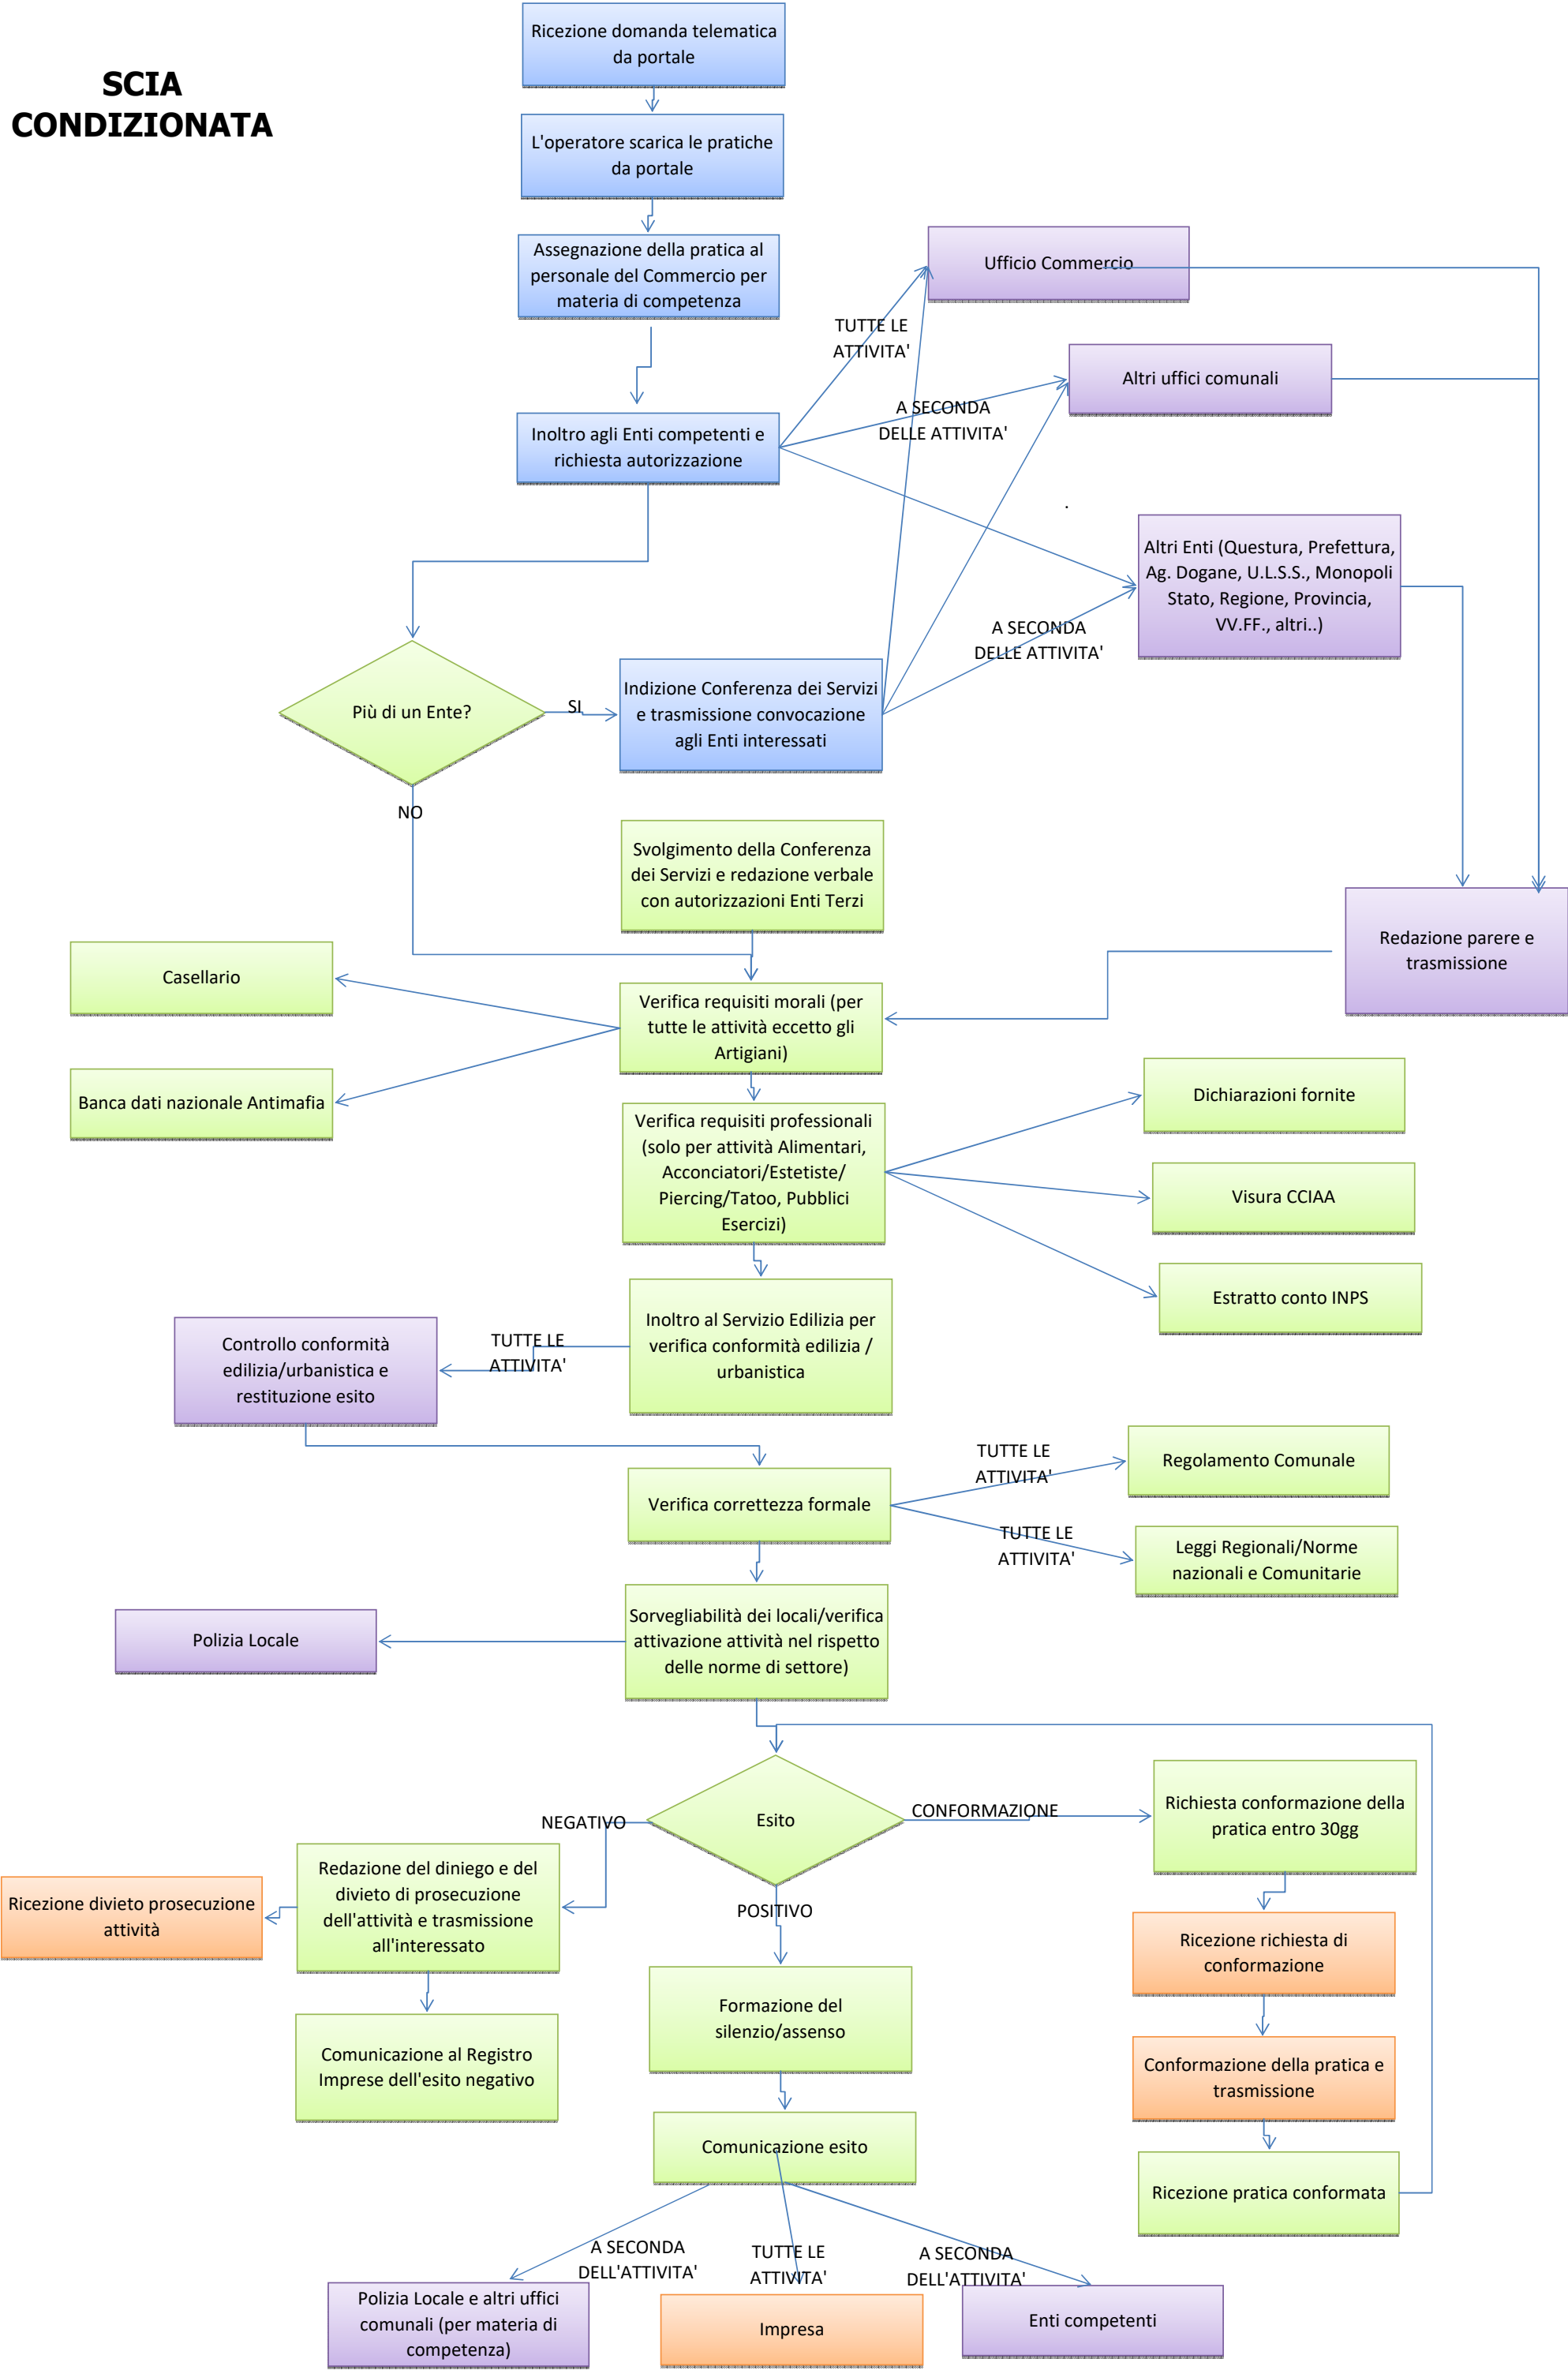 SCIA
CONDIZIONATA
Ricezione domanda telematica
da portale
L'operatore scarica le pratiche
da portale
Assegnazione della pratica al
personale del Commercio per
materia di competenza
Ufficio Commercio
TUTTE LE
ATTIVITA'
Altri uffici comunali
A SECONDA
DELLE ATTIVITA'
Inoltro agli Enti competenti e
richiesta autorizzazione
.
Altri Enti (Questura, Prefettura,
Ag. Dogane, U.L.S.S., Monopoli
Stato, Regione, Provincia,
VV.FF., altri..)
A SECONDA
DELLE ATTIVITA'
Più di un Ente?
SI
Indizione Conferenza dei Servizi
e trasmissione convocazione
agli Enti interessati
NO
Svolgimento della Conferenza
dei Servizi e redazione verbale
con autorizzazioni Enti Terzi
Redazione parere e
trasmissione
Casellario
Verifica requisiti morali (per
tutte le attività eccetto gli
Artigiani)
Banca dati nazionale Antimafia
Dichiarazioni fornite
Verifica requisiti professionali
(solo per attività Alimentari,
Acconciatori/Estetiste/
Piercing/Tatoo, Pubblici
Esercizi)
Visura CCIAA
Estratto conto INPS
Inoltro al Servizio Edilizia per
verifica conformità edilizia /
urbanistica
TUTTE LE
ATTIVITA'
Controllo conformità
edilizia/urbanistica e
restituzione esito
TUTTE LE
ATTIVITA'
Regolamento Comunale
Verifica correttezza formale
TUTTE LE
ATTIVITA'
Leggi Regionali/Norme
nazionali e Comunitarie
Sorvegliabilità dei locali/verifica
attivazione attività nel rispetto
delle norme di settore)
Polizia Locale
Esito
NEGATIVO
CONFORMAZIONE
Richiesta conformazione della
pratica entro 30gg
Redazione del diniego e del
divieto di prosecuzione
dell'attività e trasmissione
all'interessato
Ricezione divieto prosecuzione
attività
POSITIVO
Ricezione richiesta di
conformazione
Formazione del
silenzio/assenso
Comunicazione al Registro
Imprese dell'esito negativo
Conformazione della pratica e
trasmissione
Comunicazione esito
Ricezione pratica conformata
A SECONDA
DELL'ATTIVITA'
TUTTE LE
ATTIVITA'
A SECONDA
DELL'ATTIVITA'
Polizia Locale e altri uffici
comunali (per materia di
competenza)
Impresa
Enti competenti